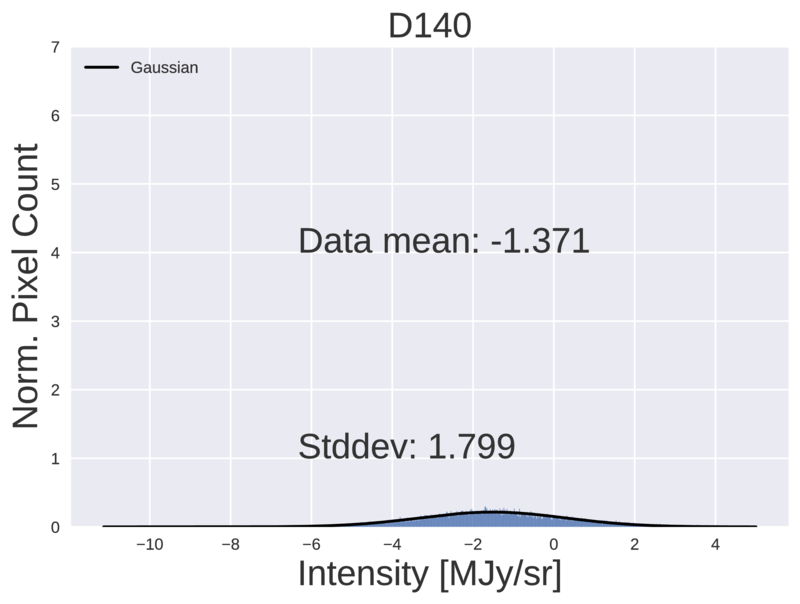 D140
Gaussian
7
6
5
4
3
2
1
0
Norm. Pixel Count
Data mean: -1.371
Stddev: 1.799
−10 −8 −6 −4 −2 0 2 4
Intensity [MJy/sr]